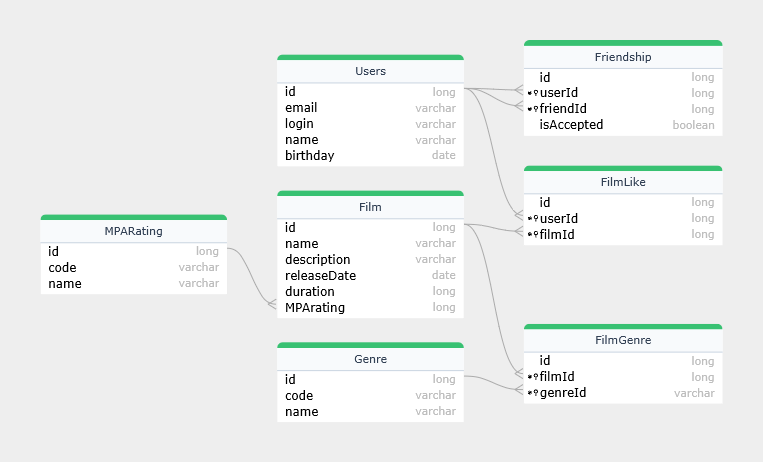 Users
id long
email varchar
login varchar
name varchar
birthday date
Friendship
id long
userId long
friendId long
isAccepted boolean
FilmLike
id long
userId long
filmId long
MPARating
id long
code varchar
name varchar
Film
id long
name varchar
description varchar
releaseDate date
duration long
MPArating long
Genre
id long
code varchar
name varchar
FilmGenre
id long
filmId long
genreId varchar